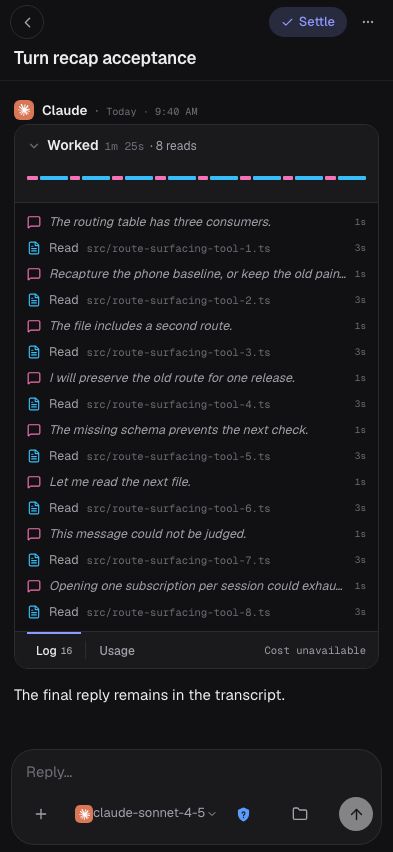 Settle
Turn recap acceptance
Claude · Today · 9:40 AM
Worked 1m 25s · 8 reads
The routing table has three consumers. 1s
Read src/route-surfacing-tool-1.ts 3s
Recapture the phone baseline, or keep the old pain… 1s
Read src/route-surfacing-tool-2.ts 3s
The file includes a second route. 1s
Read src/route-surfacing-tool-3.ts 3s
I will preserve the old route for one release. 1s
Read src/route-surfacing-tool-4.ts 3s
The missing schema prevents the next check. 1s
Read src/route-surfacing-tool-5.ts 3s
Let me read the next file. 1s
Read src/route-surfacing-tool-6.ts 3s
This message could not be judged. 1s
Read src/route-surfacing-tool-7.ts 3s
Opening one subscription per session could exhau… 1s
Read src/route-surfacing-tool-8.ts 3s
Log 16 Usage Cost unavailable
The final reply remains in the transcript.
Reply…
claude-sonnet-4-5